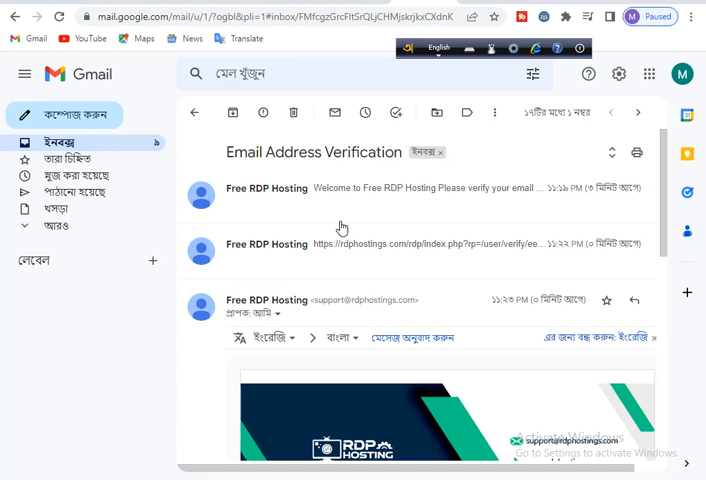 mail.google.com/mail/u/1/?ogbl&pli=1#inbox/FMfcgzGrcFltSrQLjCHMjskrjkxCXdnK
Paused
Gmail YouTube Maps News Translate
English
Gmail
মেল খুঁজুন
M
কম্পোজ করুন
১৭টির মধ্যে ১ নম্বর
ইনবক্স ৯
তারা চিহ্নিত
স্নুজ করা হয়েছে
পাঠানো হয়েছে
খসড়া
আরও
লেবেল
Email Address Verification ইনবক্স ×
Free RDP Hosting Welcome to Free RDP Hosting Please verify your email ... ১১:১৯ PM (৩ মিনিট আগে)
Free RDP Hosting https://rdphostings.com/rdp/index.php?rp=/user/verify/ee... ১১:২২ PM (০ মিনিট আগে)
Free RDP Hosting <support@rdphostings.com> ১১:২৩ PM (০ মিনিট আগে)
প্রাপক: আমি
ইংরেজি > বাংলা মেসেজ অনুবাদ করুন এর জন্য বন্ধ করুন: ইংরেজি ×
RDP
HOSTING
support@rdphostings.com
Activate Windows
Go to Settings to activate Windows.